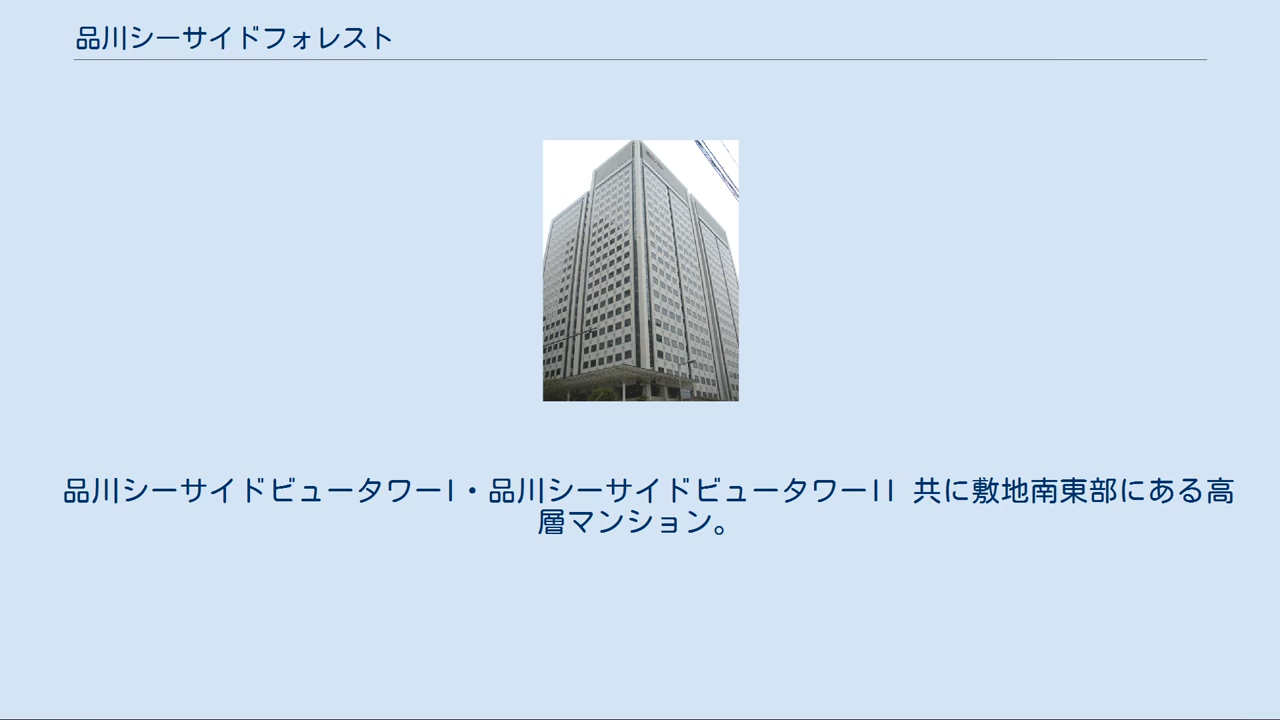 品川シーサイドフォレスト
品川シーサイドビュータワーI・品川シーサイドビュータワーII 共に敷地南東部にある高
層マンション。